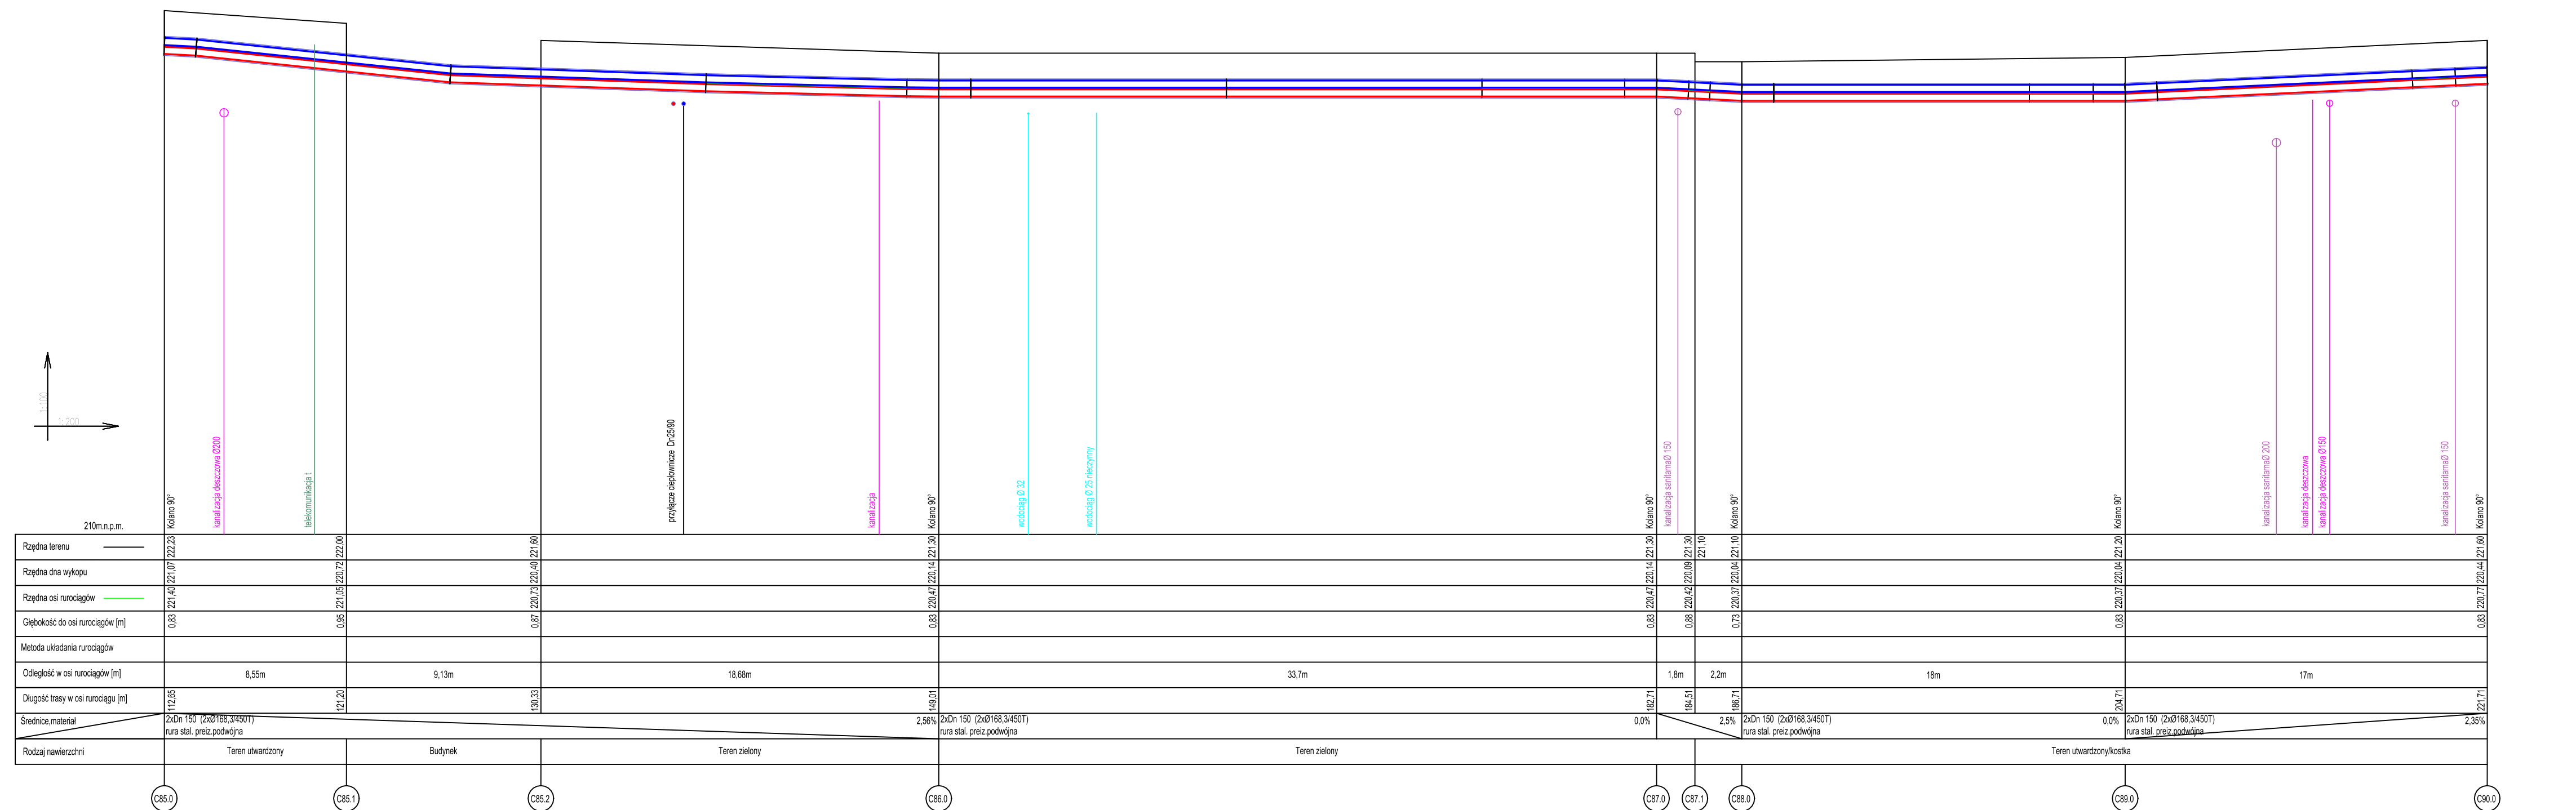 1:100
1:200
210m.n.p.m.
Kolano 90°
kanalizacja deszczowa Ø200
telekomunikacja t
przyłącze ciepłownicze Dn25/90
kanalizacja
Kolano 90°
wodociąg Ø 32
wodociąg Ø 25 nieczynny
Kolano 90°
kanalizacja sanitarnaØ 150
Kolano 90°
Kolano 90°
kanalizacja sanitarnaØ 200
kanalizacja deszczowa
kanalizacja deszczowa Ø150
kanalizacja sanitarnaØ 150
Kolano 90°
Rzędna terenu 222,23 222,00 221,60 221,30 221,30 221,30 221,10 221,10 221,20 221,60
Rzędna dna wykopu 221,07 220,72 220,40 220,14 220,14 220,09 220,04 220,04 220,44
Rzędna osi rurociągów 221,40 221,05 220,73 220,47 220,47 220,42 220,37 220,37 220,77
Głębokość do osi rurociągów [m] 0,83 0,95 0,87 0,83 0,83 0,88 0,73 0,83 0,83
Metoda układania rurociągów
Odległość w osi rurociągów [m] 8,55m 9,13m 18,68m 33,7m 1,8m 2,2m 18m 17m
Długość trasy w osi rurociągu [m] 112,65 121,20 130,33 149,01 182,71 184,51 186,71 204,71 221,71
Średnice,materiał 2xDn 150 (2xØ168,3/450T) 2,56% 2xDn 150 (2xØ168,3/450T) 0,0% 2,5% 2xDn 150 (2xØ168,3/450T) 0,0% 2xDn 150 (2xØ168,3/450T) 2,35%
rura stal. preiz.podwójna rura stal. preiz.podwójna rura stal. preiz.podwójna rura stal. preiz.podwójna
Rodzaj nawierzchni Teren utwardzony Budynek Teren zielony Teren zielony Teren utwardzony/kostka
C85.0 C85.1 C85.2 C86.0 C87.0 C87.1 C88.0 C89.0 C90.0